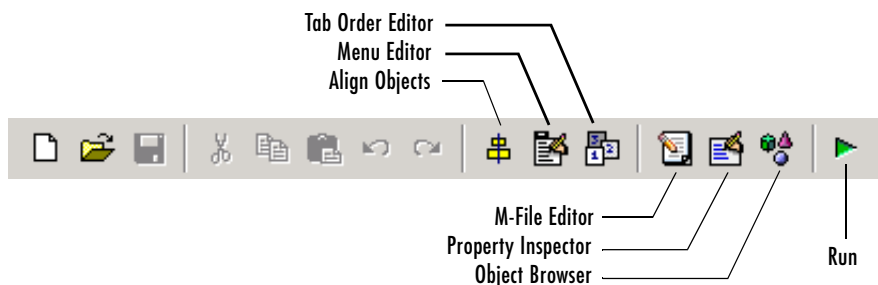 Tab Order Editor
Menu Editor
Align Objects
M-File Editor
Property Inspector
Object Browser
Run